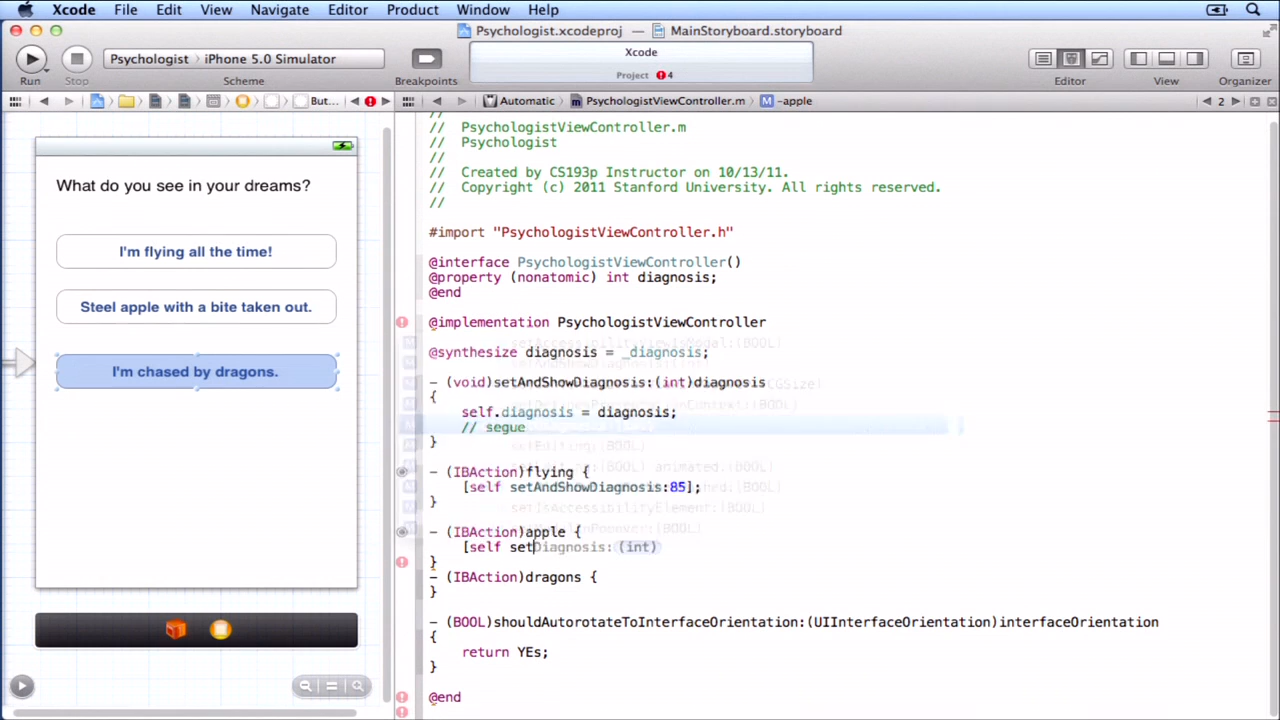 Xcode File Edit View Navigate Editor Product Window Help
Psychologist.xcodeproj — MainStoryboard.storyboard
Psychologist iPhone 5.0 Simulator
Xcode
Project 4
Run Stop Scheme Breakpoints Editor View Organizer
But... Automatic PsychologistViewController.m M -apple 2
What do you see in your dreams?
I'm flying all the time!
Steel apple with a bite taken out.
I'm chased by dragons.
//
// PsychologistViewController.m
// Psychologist
//
// Created by CS193p Instructor on 10/13/11.
// Copyright (c) 2011 Stanford University. All rights reserved.
//
#import "PsychologistViewController.h"
@interface PsychologistViewController()
@property (nonatomic) int diagnosis;
@end
@implementation PsychologistViewController
@synthesize diagnosis = _diagnosis;
- (void)setAndShowDiagnosis:(int)diagnosis
{
self.diagnosis = diagnosis;
// segue
}
- (IBAction)flying {
[self setAndShowDiagnosis:85];
}
- (IBAction)apple {
[self setDiagnosis:(int)
}
- (IBAction)dragons {
}
- (BOOL)shouldAutorotateToInterfaceOrientation:(UIInterfaceOrientation)interfaceOrientation
{
return YEs;
}
@end